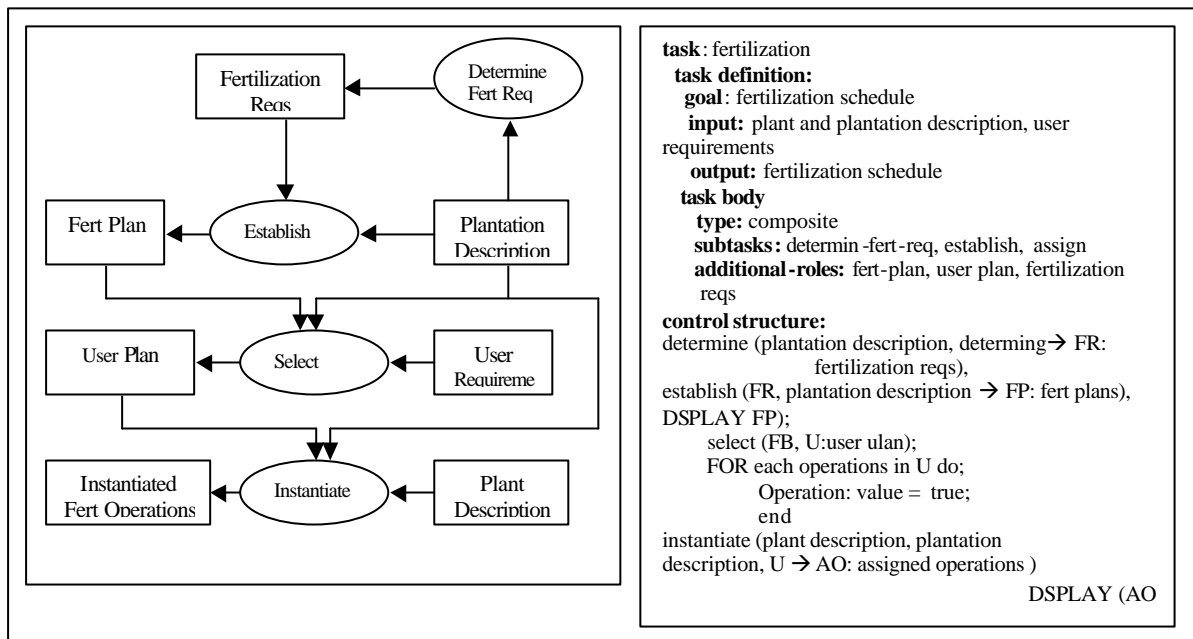 Fertilization
Reqs
Determine
Fert Req
Fert Plan
Establish
Plantation
Description
User Plan
Select
User
Requireme
Instantiated
Fert Operations
Instantiate
Plant
Description
task: fertilization
task definition:
goal: fertilization schedule
input: plant and plantation description, user
requirements
output: fertilization schedule
task body
type: composite
subtasks: determin-fert-req, establish, assign
additional-roles: fert-plan, user plan, fertilization
reqs
control structure:
determine (plantation description, determing→ FR:
fertilization reqs),
establish (FR, plantation description → FP: fert plans),
DSPLAY FP);
select (FB, U:user ulan);
FOR each operations in U do;
Operation: value = true;
end
instantiate (plant description, plantation
description, U → AO: assigned operations )
DSPLAY (AO